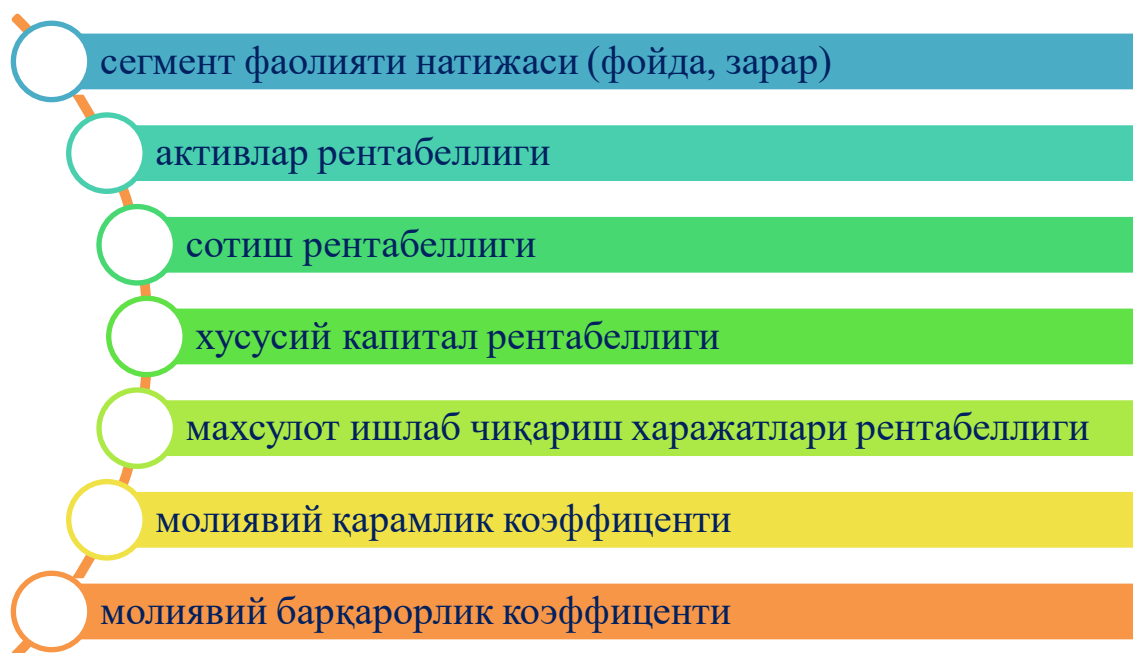 сегмент фаолияти натижаси (фойда, зарар)
активлар рентабеллиги
сотиш рентабеллиги
хусусий капитал рентабеллиги
махсулот ишлаб чиқариш харажатлари рентабеллиги
молиявий қарамлик коэффиценти
молиявий барқарорлик коэффиценти